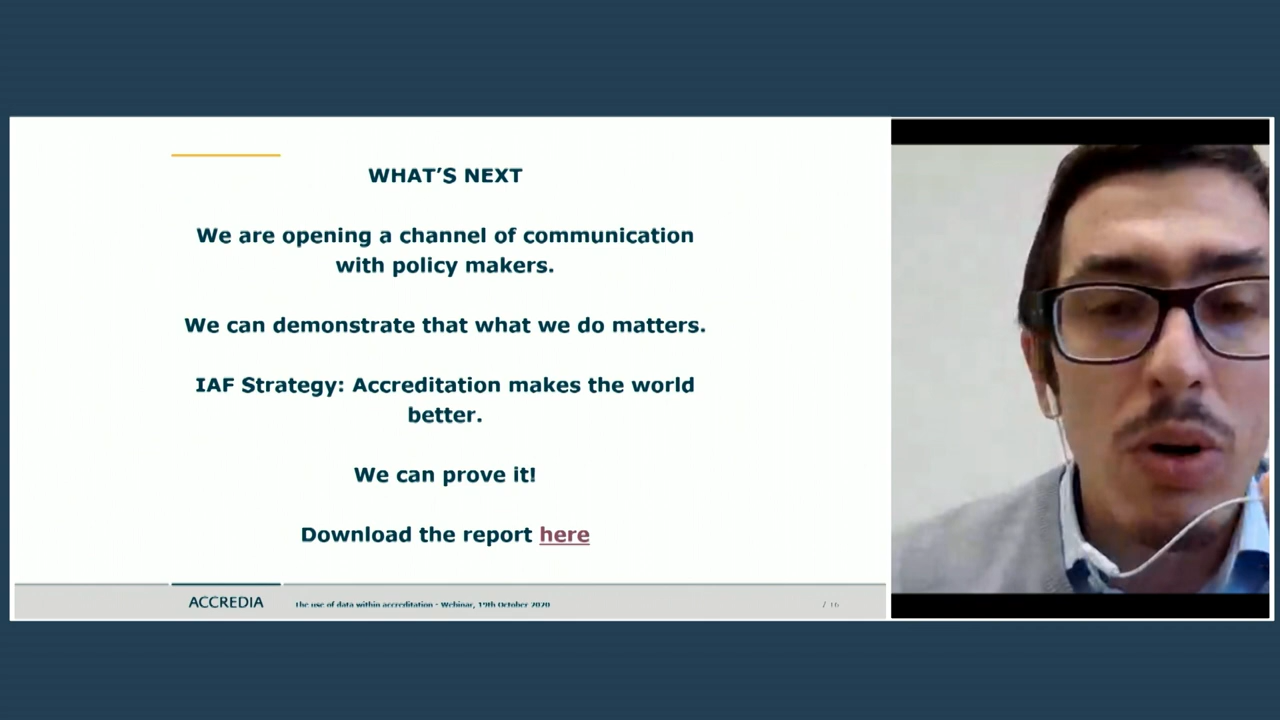 WHAT'S NEXT
We are opening a channel of communication
with policy makers.
We can demonstrate that what we do matters.
IAF Strategy: Accreditation makes the world
better.
We can prove it!
Download the report here
ACCREDIA
The use of data within accreditation - Webinar, 19th October 2020
/ 16